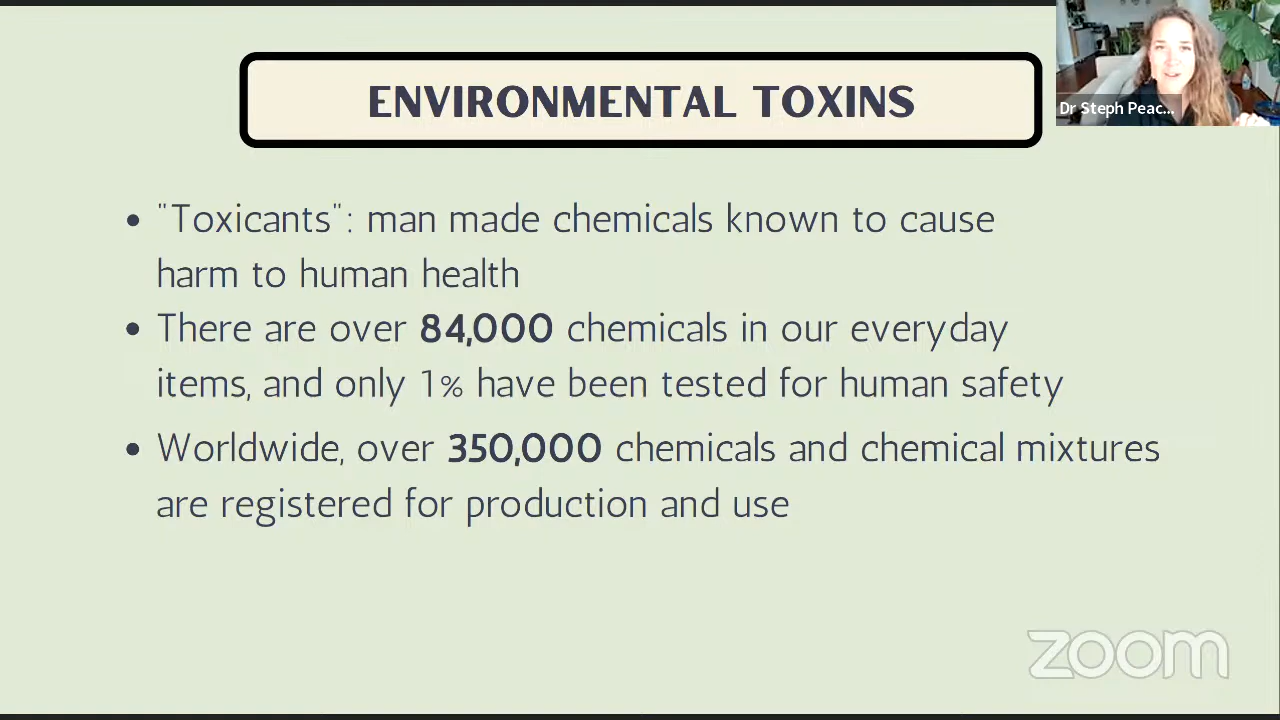 ENVIRONMENTAL TOXINS
Dr Steph Peac...
• "Toxicants": man made chemicals known to cause
harm to human health
• There are over 84,000 chemicals in our everyday
items, and only 1% have been tested for human safety
• Worldwide, over 350,000 chemicals and chemical mixtures
are registered for production and use
zoom